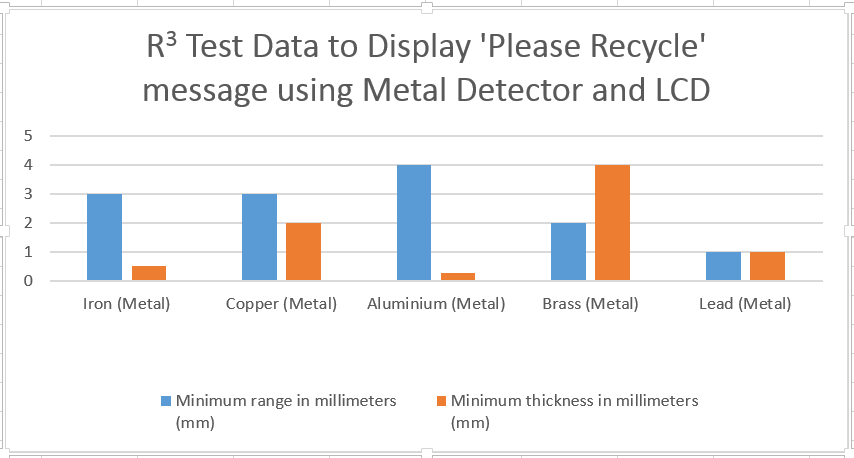 R³ Test Data to Display 'Please Recycle'
message using Metal Detector and LCD
5
4
3
2
1
0
Iron (Metal) Copper (Metal) Aluminium (Metal) Brass (Metal) Lead (Metal)
Minimum range in millimeters Minimum thickness in millimeters
(mm) (mm)